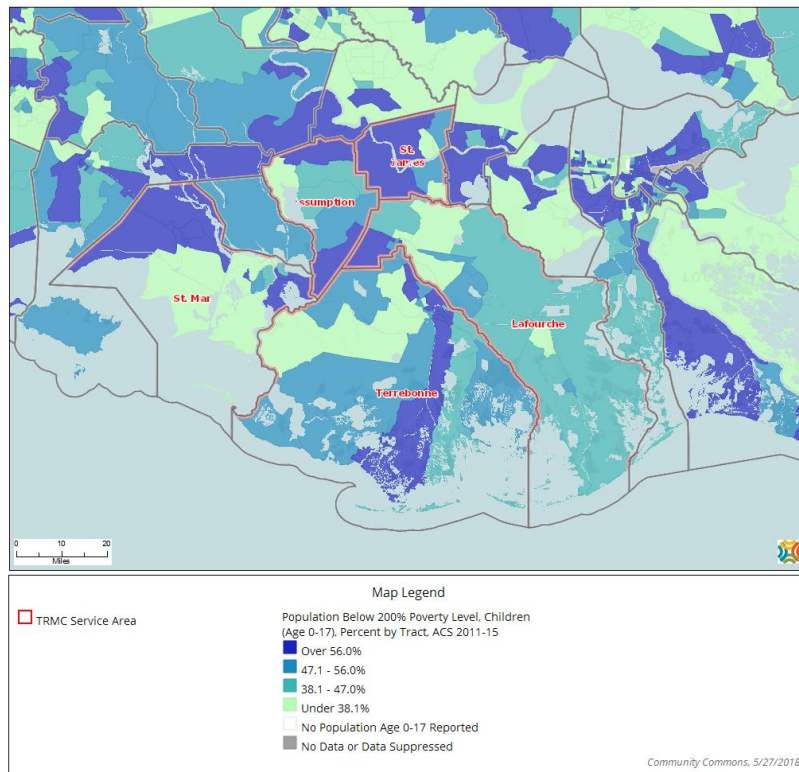 St.
ssumption
St. Mar
Lafourche
Terrebonne
0 10 20
Miles
Map Legend
TRMC Service Area
Population Below 200% Poverty Level, Children
(Age 0-17), Percent by Tract, ACS 2011-15
Over 56.0%
47.1 - 56.0%
38.1 - 47.0%
Under 38.1%
No Population Age 0-17 Reported
No Data or Data Suppressed
Community Commons, 5/27/2018